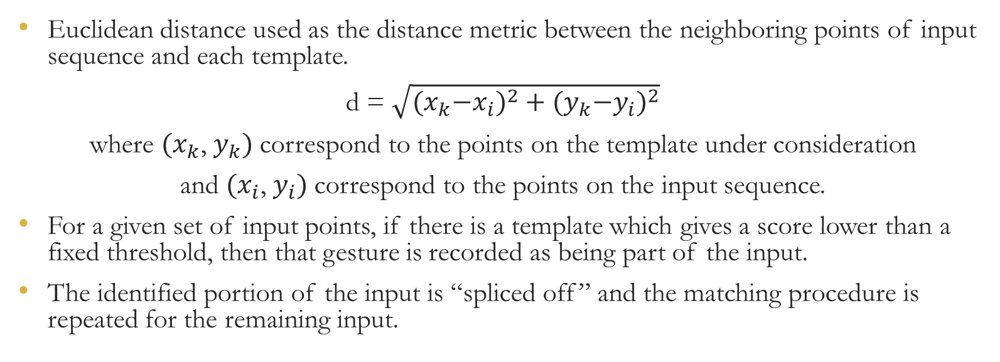 • Euclidean distance used as the distance metric between the neighboring points of input
sequence and each template.
d = √(x_k−x_i)² + (y_k−y_i)²
where (x_k, y_k) correspond to the points on the template under consideration
and (x_i, y_i) correspond to the points on the input sequence.
• For a given set of input points, if there is a template which gives a score lower than a
fixed threshold, then that gesture is recorded as being part of the input.
• The identified portion of the input is “spliced off” and the matching procedure is
repeated for the remaining input.